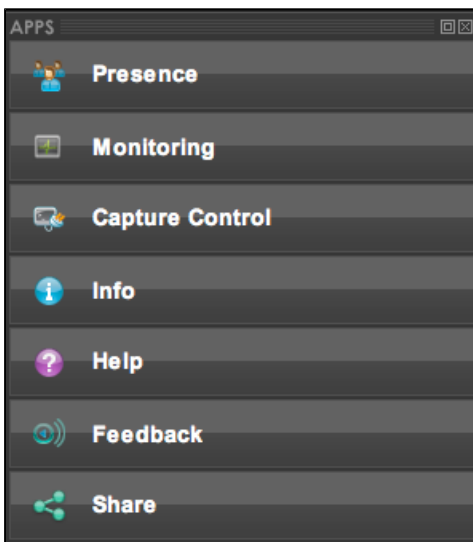 APPS
Presence
Monitoring
Capture Control
Info
Help
Feedback
Share